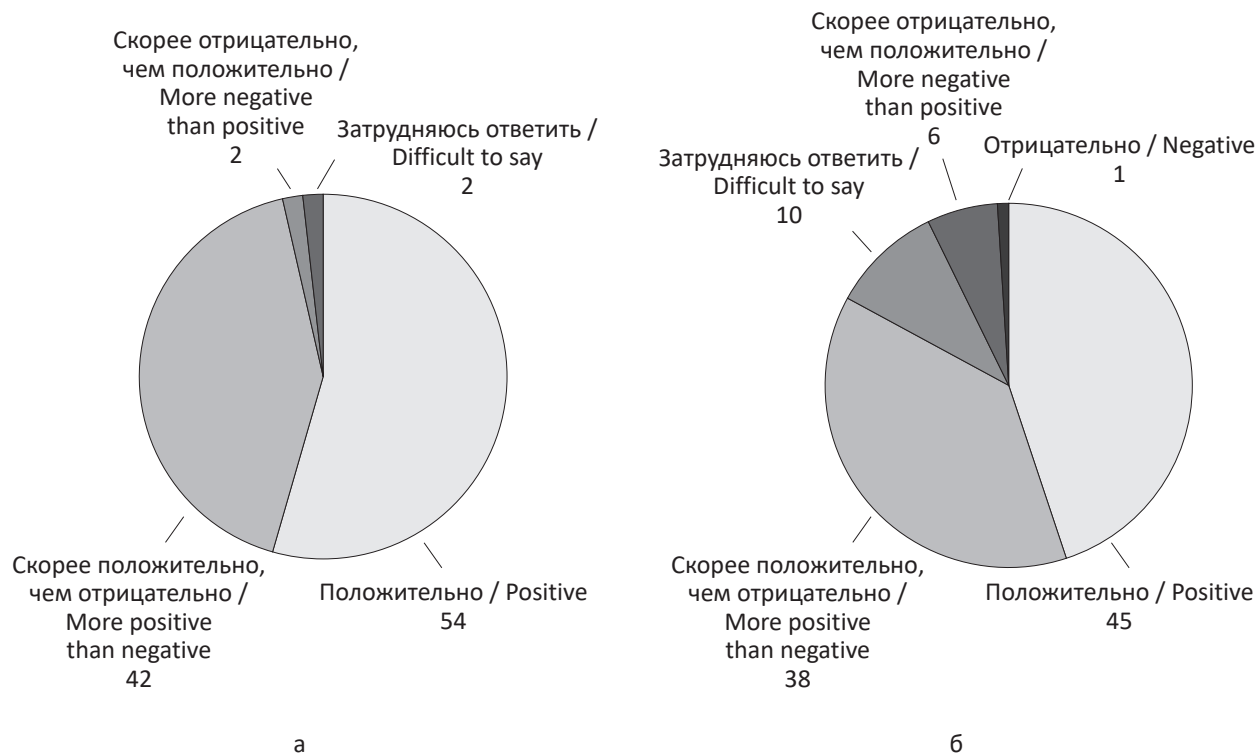 Скорее отрицательно,
чем положительно /
More negative
than positive
2
Затрудняюсь ответить /
Difficult to say
2
Скорее положительно,
чем отрицательно /
More positive
than negative
42
Положительно / Positive
54
а
Скорее отрицательно,
чем положительно /
More negative
than positive
6
Отрицательно / Negative
1
Затрудняюсь ответить /
Difficult to say
10
Скорее положительно,
чем отрицательно /
More positive
than negative
38
Положительно / Positive
45
б